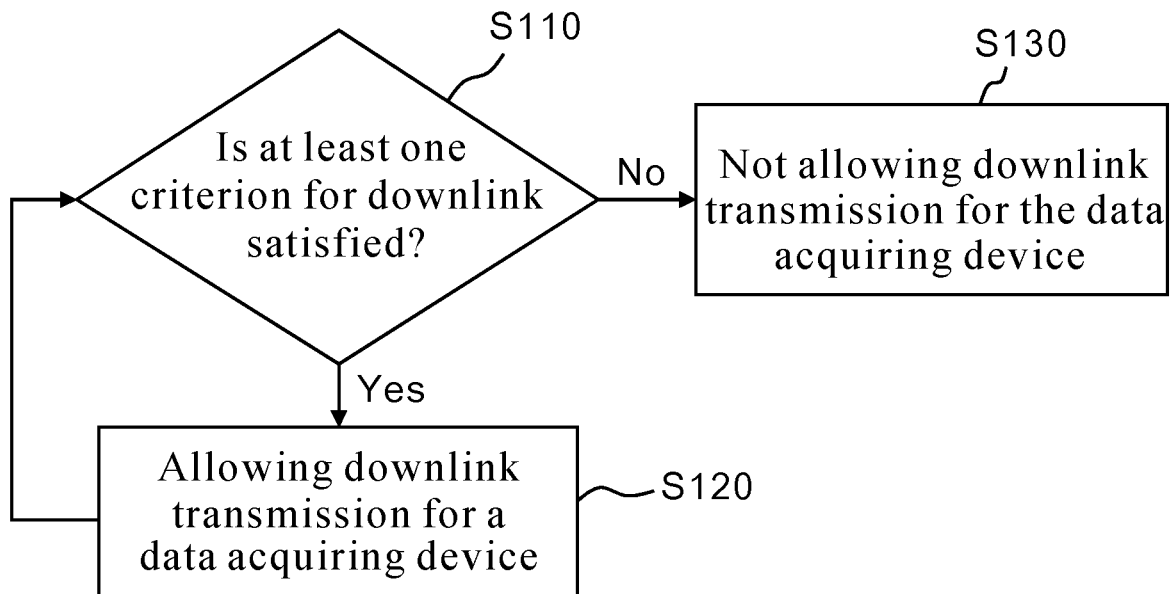 S110
S130
Is at least one
criterion for downlink
satisfied?
No
Not allowing downlink
transmission for the data
acquiring device
Yes
Allowing downlink
transmission for a
data acquiring device
S120